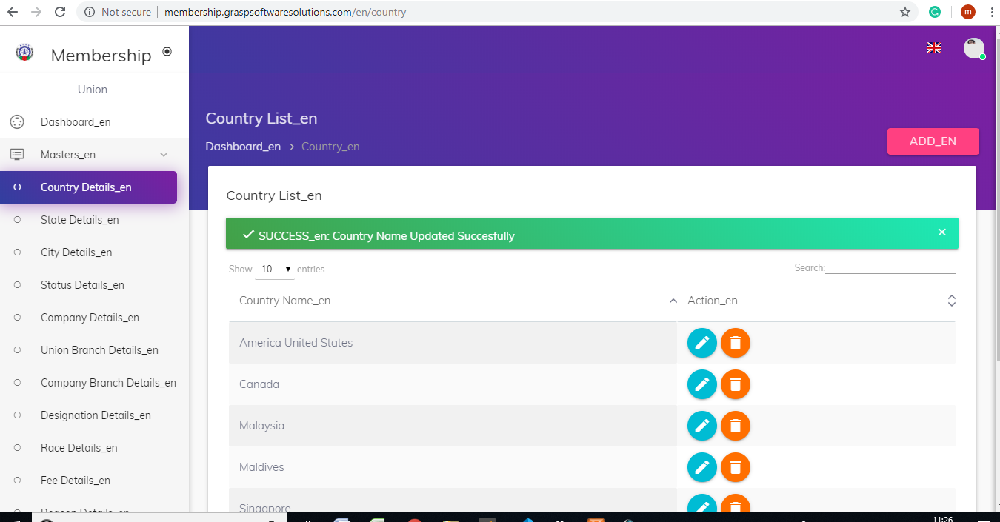 Not secure
membership.graspsoftwaresolutions.com/en/country
G
m
Membership
Union
Dashboard_en
Masters_en
Country Details_en
State Details_en
City Details_en
Status Details_en
Company Details_en
Union Branch Details_en
Company Branch Details_en
Designation Details_en
Race Details_en
Fee Details_en
Reason Details_en
Country List_en
Dashboard_en > Country_en
ADD_EN
Country List_en
SUCCESS_en: Country Name Updated Succesfully
Show 10 entries
Search:
Country Name_en Action_en
America United States
Canada
Malaysia
Maldives
Singapore
11:26